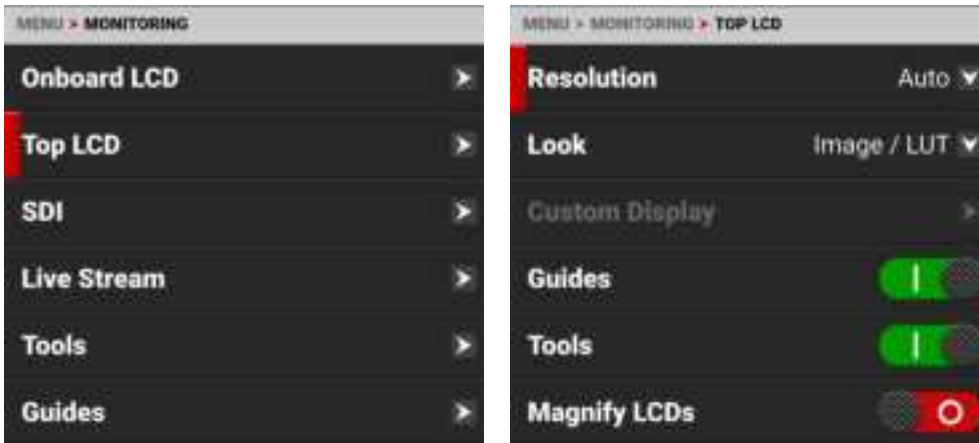 MENU > MONITORING
Onboard LCD
Top LCD
SDI
Live Stream
Tools
Guides
MENU > MONITORING > TOP LCD
Resolution Auto
Look Image / LUT
Custom Display
Guides
Tools
Magnify LCDs